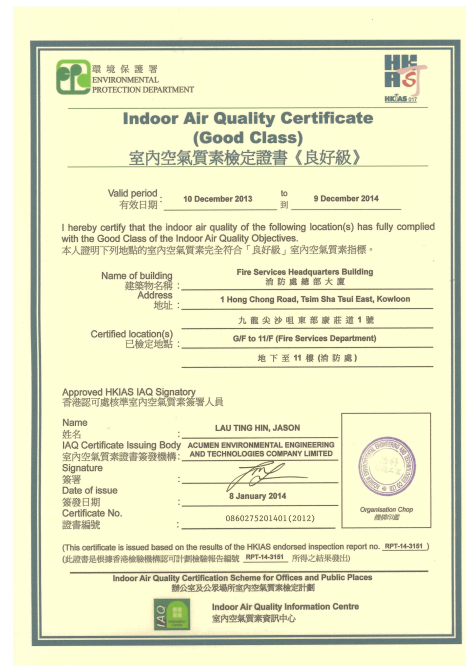 環境保護署
ENVIRONMENTAL
PROTECTION DEPARTMENT
HKAS
HKIAS 017
Indoor Air Quality Certificate
(Good Class)
室內空氣質素檢定證書《良好級》
Valid period : 10 December 2013 to 9 December 2014
有效日期 到
I hereby certify that the indoor air quality of the following location(s) has fully complied
with the Good Class of the Indoor Air Quality Objectives.
本人證明下列地點的室內空氣質素完全符合「良好級」室內空氣質素指標。
Name of building Fire Services Headquarters Building
建築物名稱 : 消防處總部大廈
Address 1 Hong Chong Road, Tsim Sha Tsui East, Kowloon
地址 :
九龍尖沙咀東部康莊道1號
Certified location(s) G/F to 11/F (Fire Services Department)
已檢定地點 :
地下至11樓(消防處)
Approved HKIAS IAQ Signatory
香港認可處核準室內空氣質素簽署人員
Name LAU TING HIN, JASON
姓名 :
IAQ Certificate Issuing Body ACUMEN ENVIRONMENTAL ENGINEERING
室內空氣質素證書簽發機構 : AND TECHNOLOGIES COMPANY LIMITED
Signature
簽署 :
Date of issue 8 January 2014
簽發日期 :
Certificate No. 0860275201401(2012)
證書編號 :
Organisation Chop
機構印鑑
(This certificate is issued based on the results of the HKIAS endorsed inspection report no. RPT-14-3151 )
(此證書是根據香港檢驗機構認可計劃檢驗報告編號 RPT-14-3151 所得之結果發出)
Indoor Air Quality Certification Scheme for Offices and Public Places
辦公室及公眾場所室內空氣質素檢定計劃
IAQ
Indoor Air Quality Information Centre
室內空氣質素資訊中心